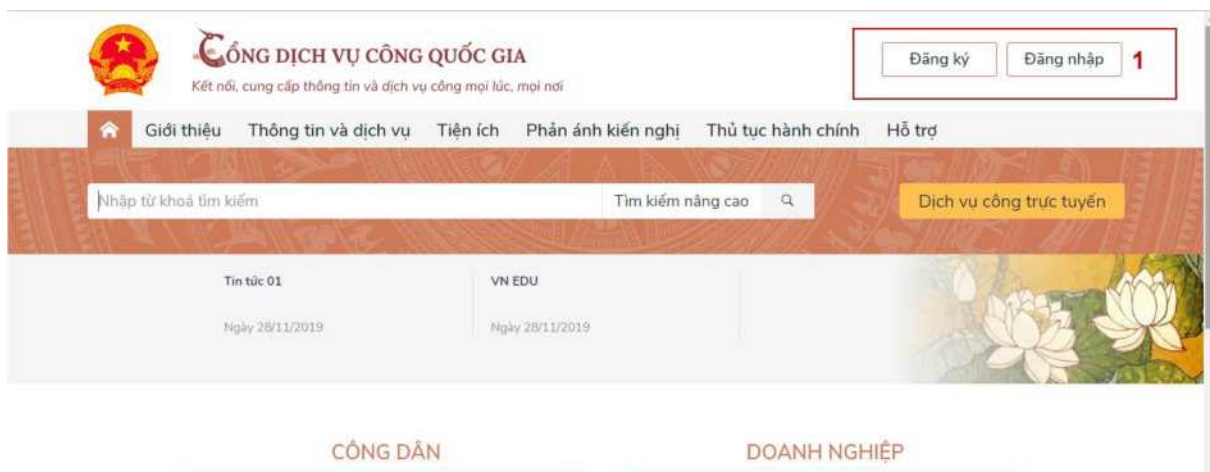 CỔNG DỊCH VỤ CÔNG QUỐC GIA
Kết nối, cung cấp thông tin và dịch vụ công mọi lúc, mọi nơi
Đăng ký Đăng nhập 1
Giới thiệu Thông tin và dịch vụ Tiện ích Phản ánh kiến nghị Thủ tục hành chính Hỗ trợ
Nhập từ khoá tìm kiếm Tìm kiếm nâng cao Dịch vụ công trực tuyến
Tin tức 01 VN EDU
Ngày 28/11/2019 Ngày 28/11/2019
CÔNG DÂN DOANH NGHIỆP